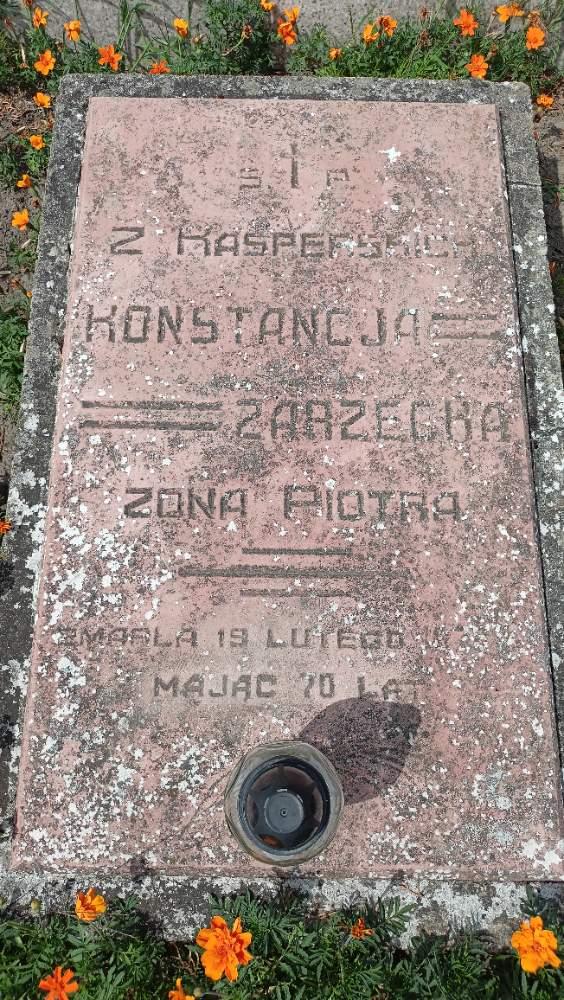 Ś † P
Z KASPERSKICH
KONSTANCJA
ZARZECKA
ŻONA PIOTRA
ZMARŁA 19 LUTEGO
MAJĄC 70 LAT